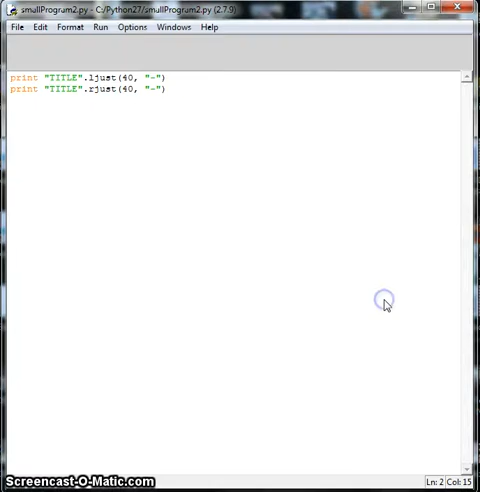 smallProgram2.py - C:/Python27/smallProgram2.py (2.7.9)
File Edit Format Run Options Windows Help
print "TITLE".ljust(40, "-")
print "TITLE".rjust(40, "-")
Screencast-O-Matic.com
Ln: 2 Col: 15